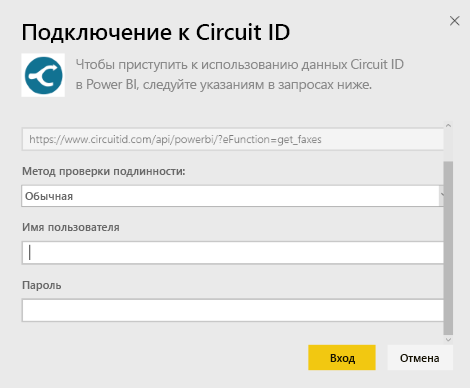 Подключение к Circuit ID
Чтобы приступить к использованию данных Circuit ID
в Power BI, следуйте указаниям в запросах ниже.
https://www.circuitid.com/api/powerbi/?eFunction=get_faxes
Метод проверки подлинности:
Обычная
Имя пользователя
Пароль
Вход
Отмена